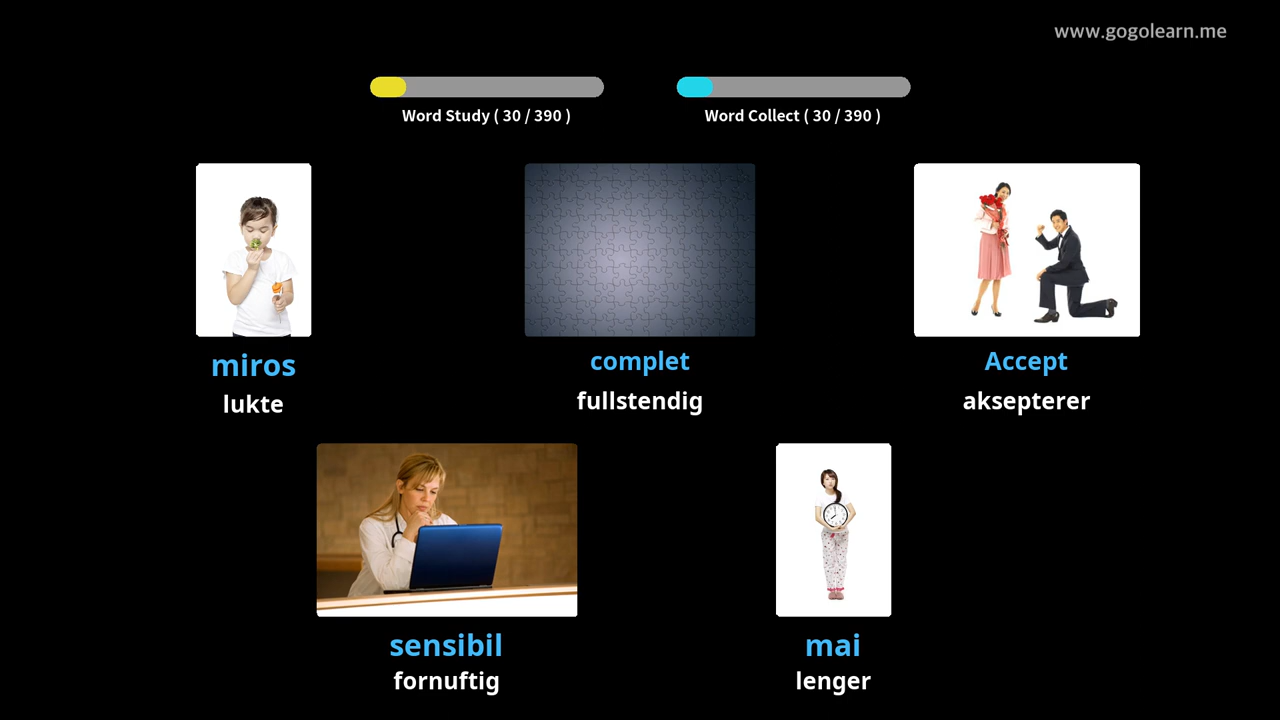 www.gogolearn.me
Word Study ( 30 / 390 )
Word Collect ( 30 / 390 )
miros
lukte
complet
fullstendig
Accept
aksepterer
sensibil
fornuftig
mai
lenger